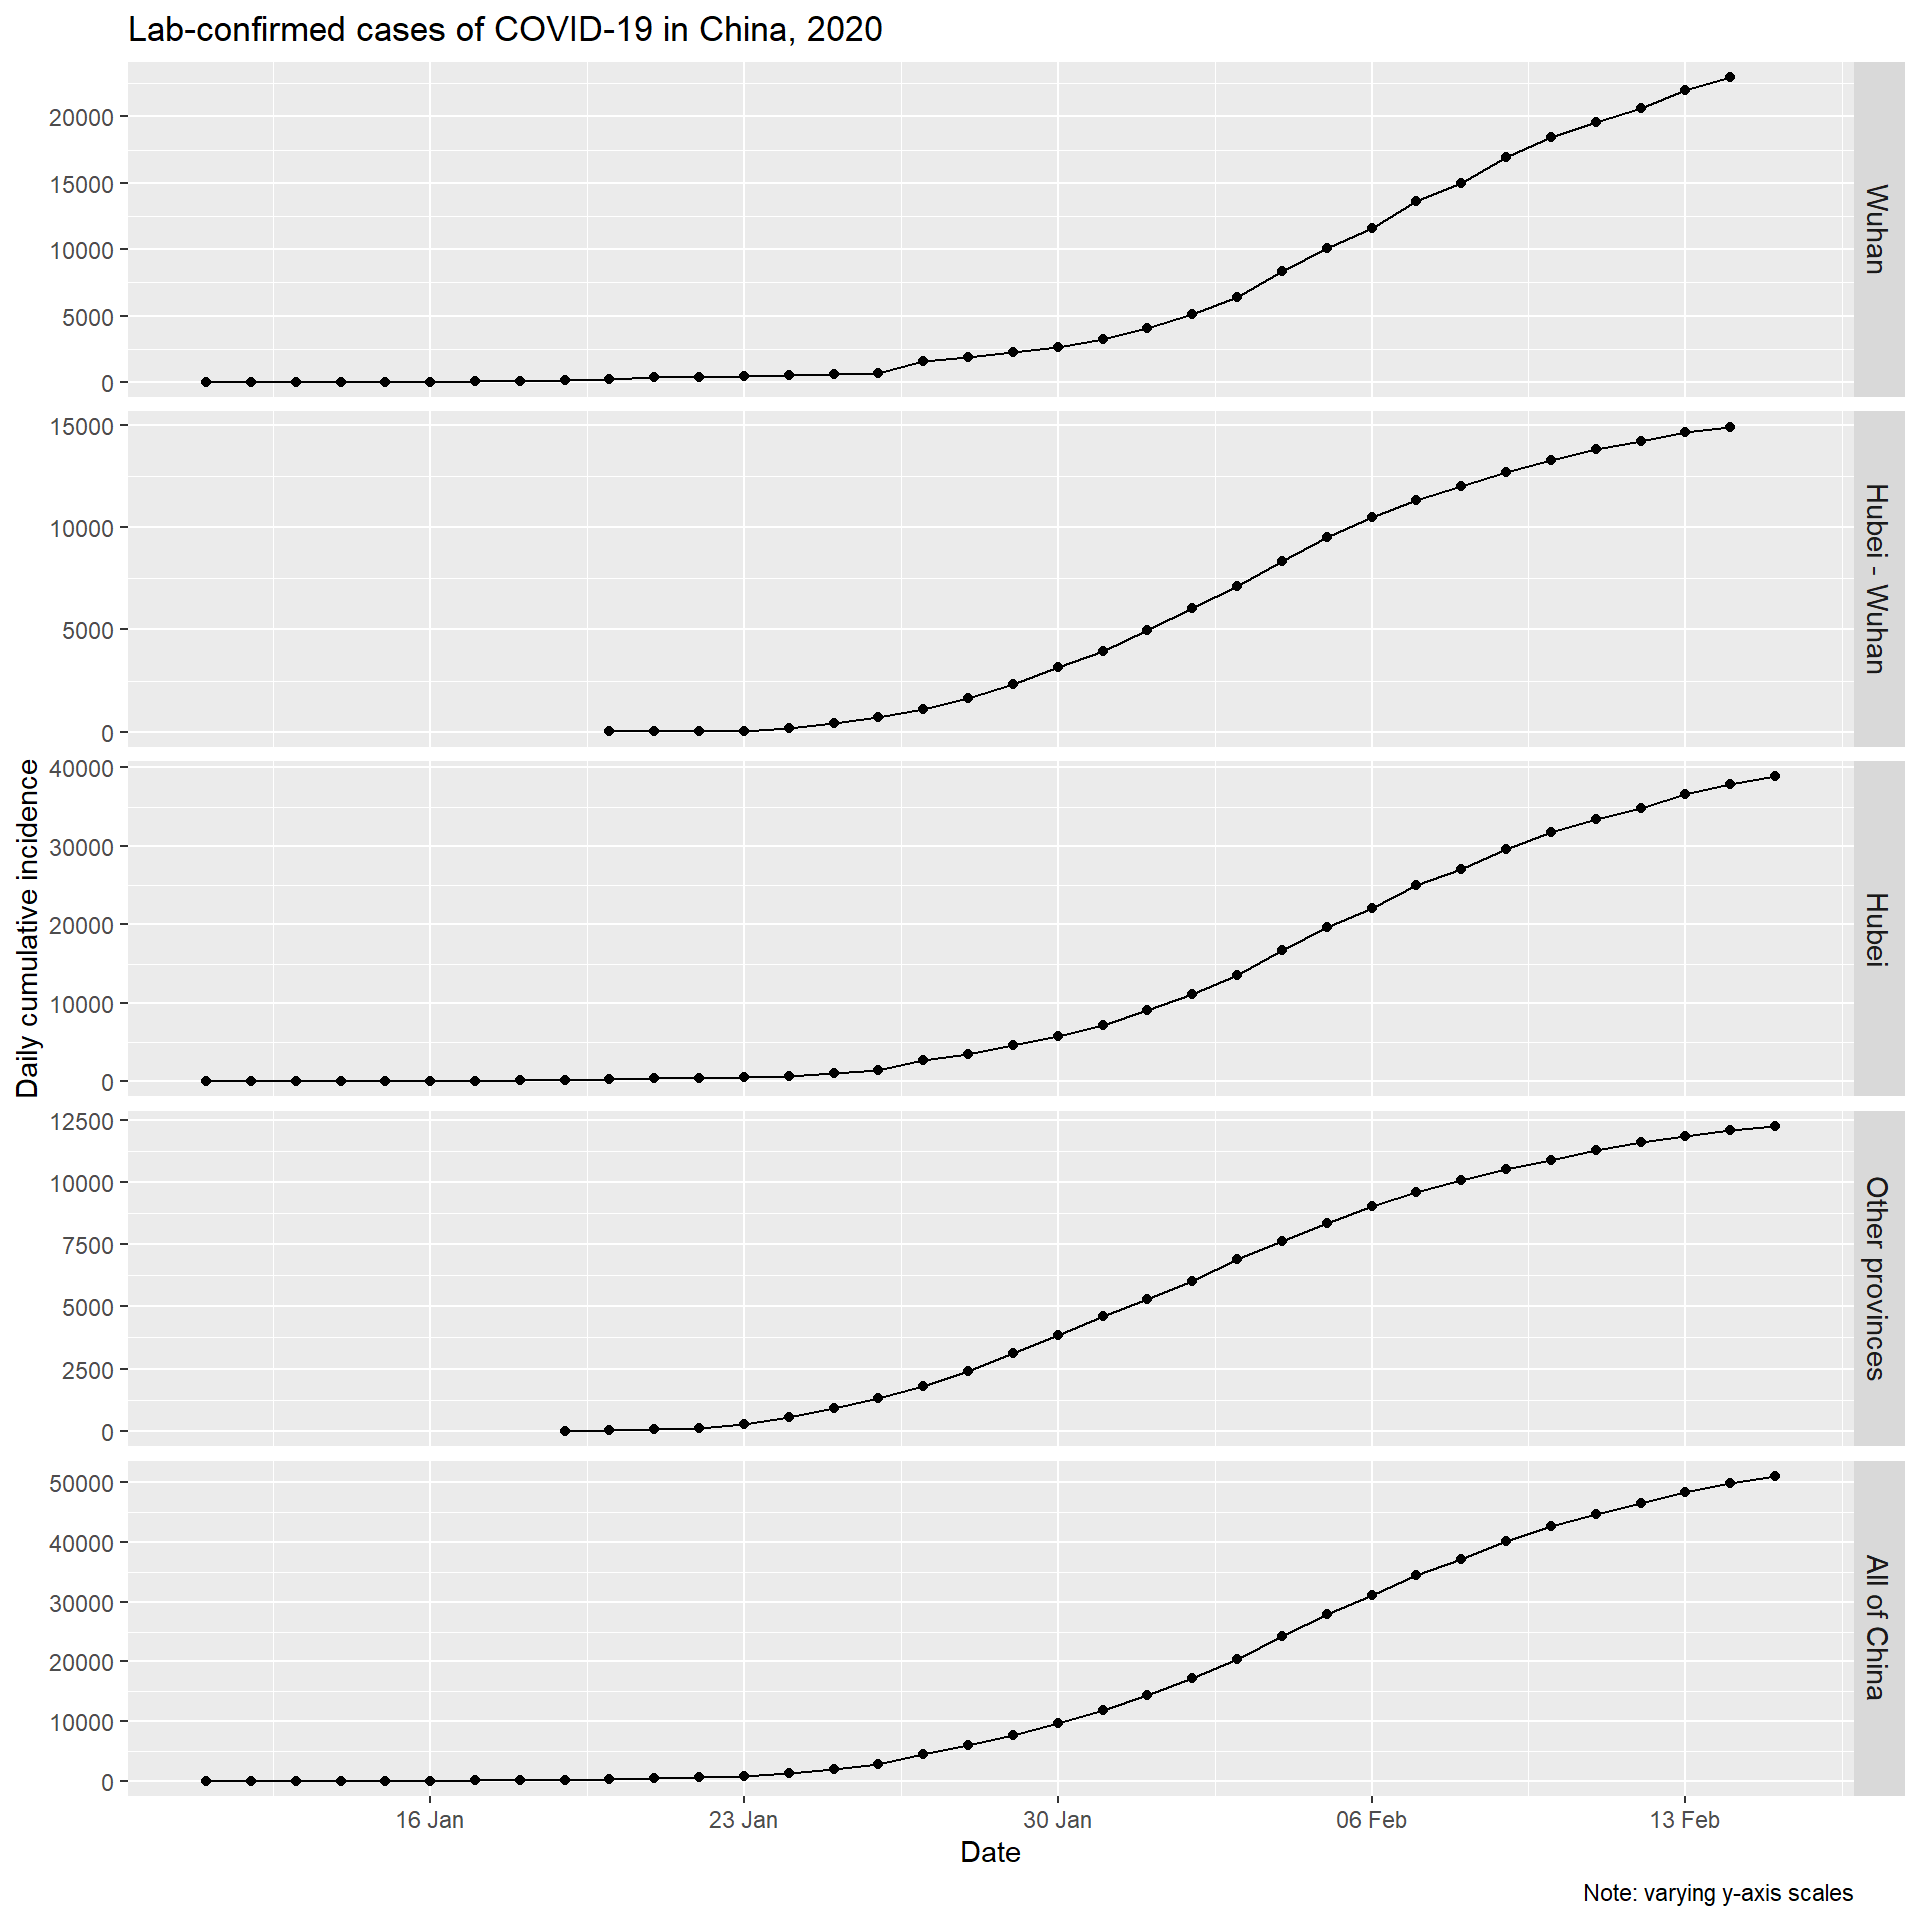 Lab-confirmed cases of COVID-19 in China, 2020
Daily cumulative incidence
20000
15000
10000
5000
0
Wuhan
15000
10000
5000
0
Hubei - Wuhan
40000
30000
20000
10000
0
Hubei
12500
10000
7500
5000
2500
0
Other provinces
50000
40000
30000
20000
10000
0
All of China
16 Jan 23 Jan 30 Jan 06 Feb 13 Feb
Date
Note: varying y-axis scales